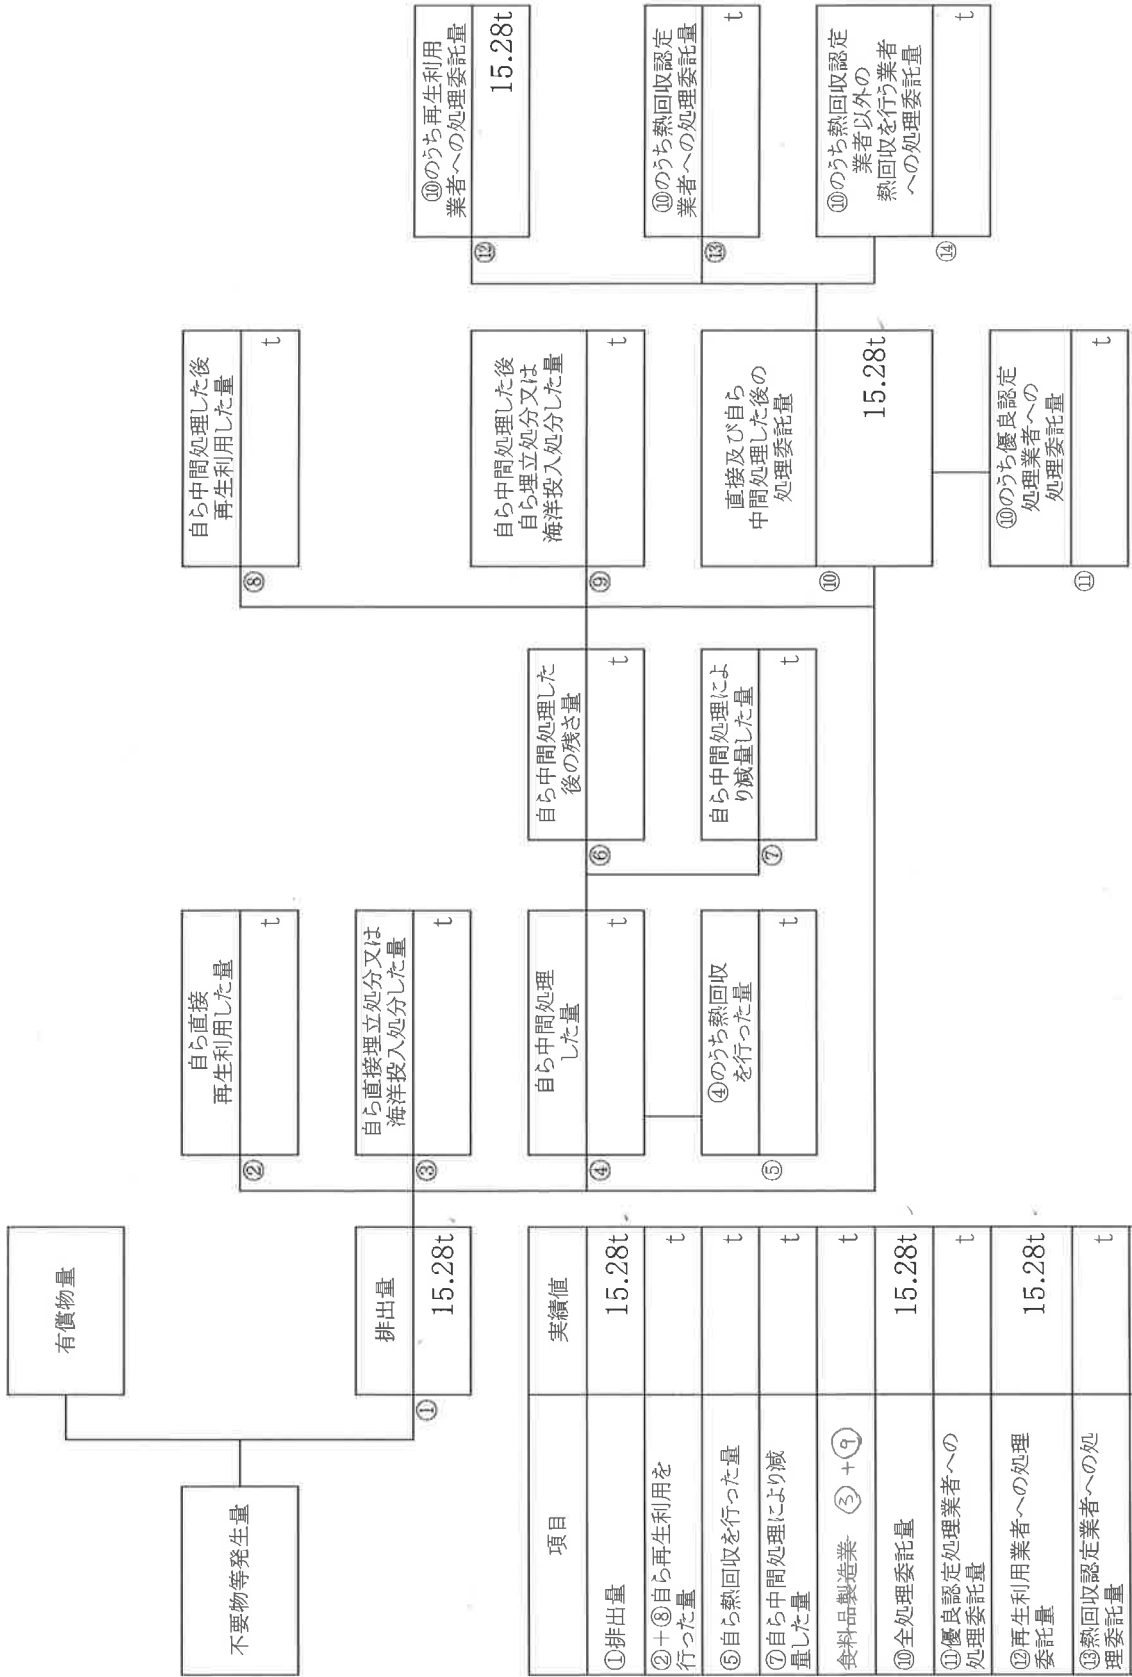 不要物等発生量
有償物量
①
排出量
15.28t
②
自ら直接
再生利用した量
t
③
自ら直接埋立処分又は
海洋投入処分した量
t
④
自ら中間処理
した量
t
⑤
④のうち熱回収
を行った量
t
⑥
自ら中間処理した
後の残さ量
t
⑦
自ら中間処理によ
り減量した量
t
⑧
自ら中間処理した後
再生利用した量
t
⑨
自ら中間処理した後
自ら埋立処分又は
海洋投入処分した量
t
⑩
直接及び自ら
中間処理した後の
処理委託量
15.28t
⑪
⑩のうち優良認定
処理業者への
処理委託量
t
⑫
⑩のうち再生利用
業者への処理委託量
15.28t
⑬
⑩のうち熱回収認定
業者への処理委託量
t
⑭
⑩のうち熱回収認定
業者以外の
熱回収を行う業者
への処理委託量
t
項目 実績値
①排出量 15.28t
②+⑧自ら再生利用を
行った量 t
⑤自ら熱回収を行った量 t
⑦自ら中間処理により減
量した量 t
食料品製造業 ③+⑨ t
⑩全処理委託量 15.28t
⑪優良認定処理業者への
処理委託量 t
⑫再生利用業者への処理
委託量 15.28t
⑬熱回収認定業者への処
理委託量 t